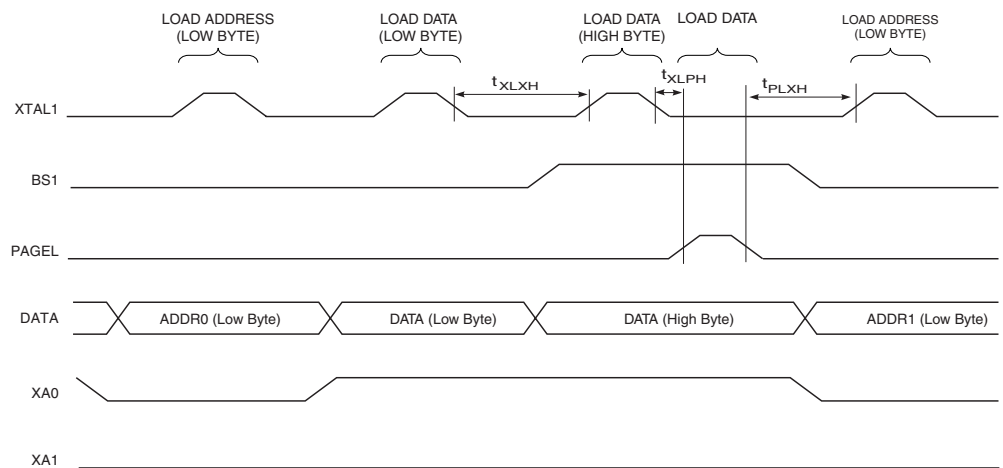 LOAD ADDRESS
(LOW BYTE)
LOAD DATA
(LOW BYTE)
LOAD DATA
(HIGH BYTE)
LOAD DATA
LOAD ADDRESS
(LOW BYTE)
tXLXH
tXLPH
tPLXH
XTAL1
BS1
PAGEL
DATA
ADDR0 (Low Byte)
DATA (Low Byte)
DATA (High Byte)
ADDR1 (Low Byte)
XA0
XA1